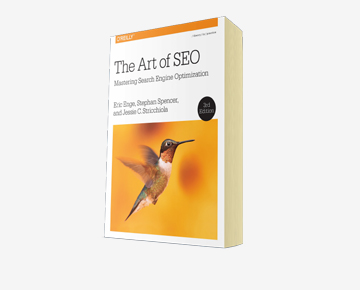 O'REILLY
The Art of SEO
Mastering Search Engine Optimization
Eric Enge, Stephan Spencer,
and Jessie C. Stricchiola
3rd
Edition